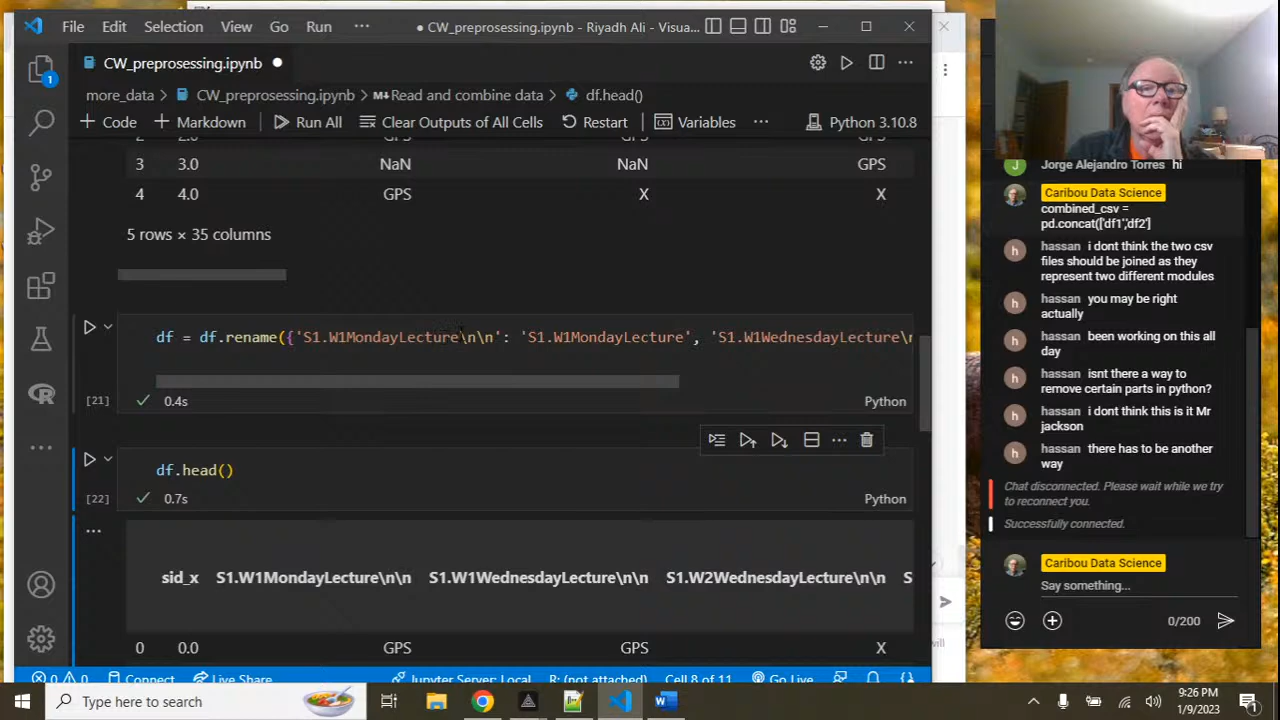 File Edit Selection View Go Run ··· ● CW_preprosessing.ipynb - Riyadh Ali - Visua...
CW_preprosessing.ipynb ●
more_data > CW_preprosessing.ipynb > M↓Read and combine data > df.head()
+ Code + Markdown Run All Clear Outputs of All Cells Restart Variables ··· Python 3.10.8
3 3.0 NaN NaN GPS
4 4.0 GPS X X
5 rows × 35 columns
df = df.rename({'S1.W1MondayLecture\n\n': 'S1.W1MondayLecture', 'S1.W1WednesdayLecture\n
[21] ✓ 0.4s Python
df.head()
[22] ✓ 0.7s Python
...
sid_x S1.W1MondayLecture\n\n S1.W1WednesdayLecture\n\n S1.W2WednesdayLecture\n\n S
0 0.0 GPS GPS X
0 0 Connect Live Share Jupyter Server: Local R: (not attached) Cell 8 of 11 Go Live
1
Jorge Alejandro Torres hi
Caribou Data Science
combined_csv =
pd.concat(['df1','df2']
hassan i dont think the two csv
files should be joined as they
represent two different modules
hassan you may be right
actually
hassan been working on this all
day
hassan isnt there a way to
remove certain parts in python?
hassan i dont think this is it Mr
jackson
hassan there has to be another
way
Chat disconnected. Please wait while we try
to reconnect you.
Successfully connected.
Caribou Data Science
Say something...
0/200
will
Type here to search
9:26 PM
1/9/2023
1